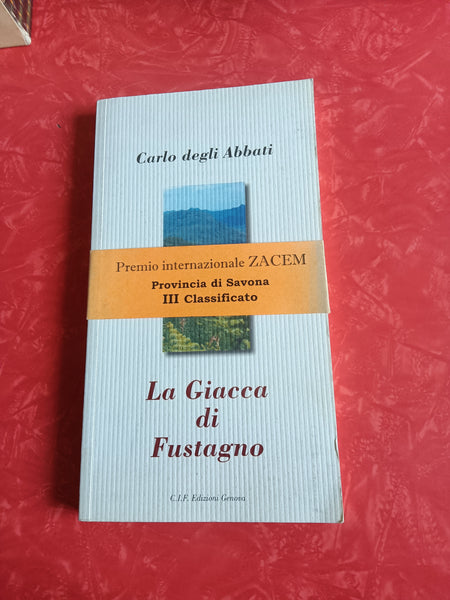 Carlo degli Abbati
Premio internazionale ZACEM
Provincia di Savona
III Classificato
La Giacca
di
Fustagno
C.I.F. Edizioni Genova